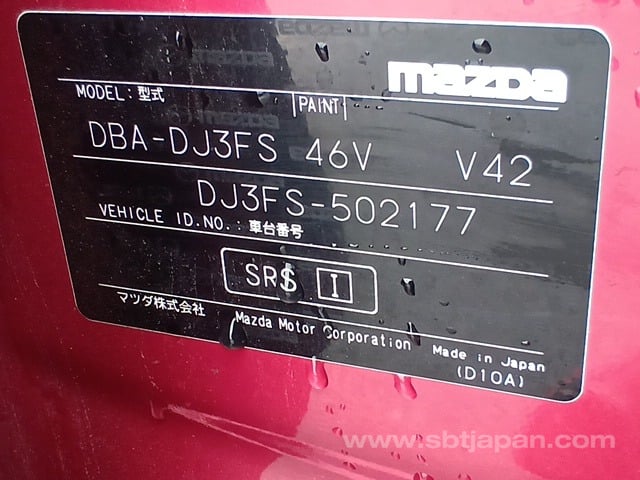 mazda
MODEL: 型式 PAINT
DBA-DJ3FS 46V V42
DJ3FS-502177
VEHICLE ID.NO.: 車台番号
SRS I
マツダ株式会社 Mazda Motor Corporation Made in Japan
(D10A)
www.sbtjapan.com